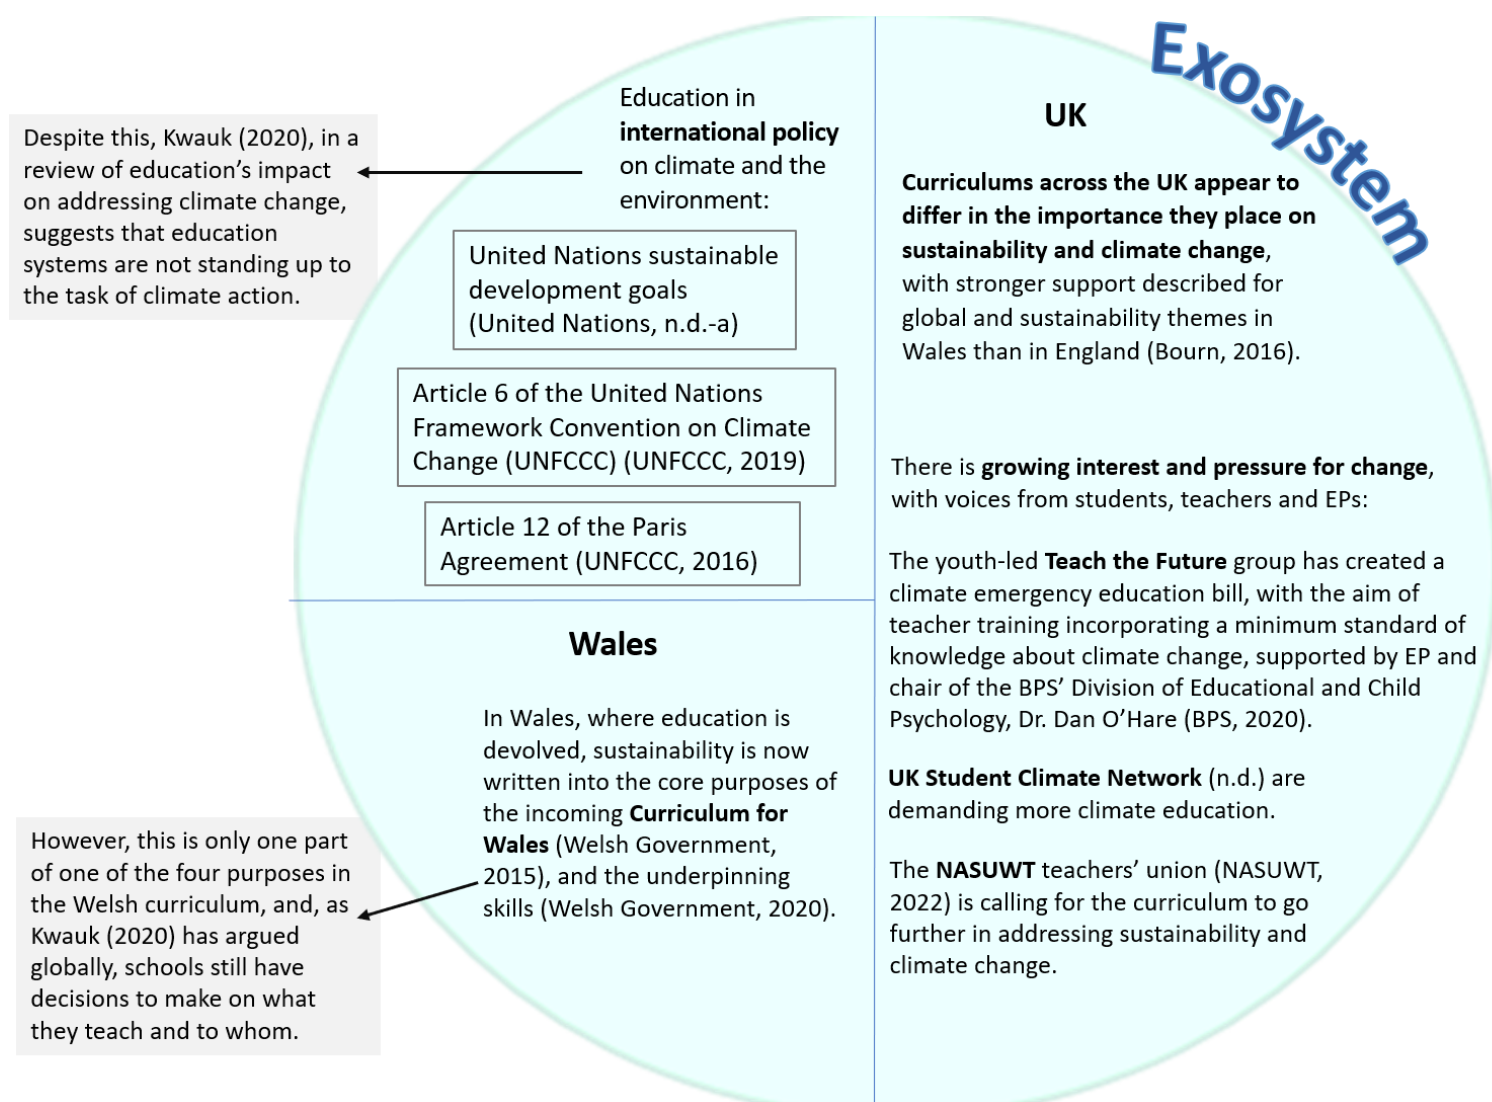 Exosystem
Education in
international policy
on climate and the
environment:
United Nations sustainable
development goals
(United Nations, n.d.-a)
Article 6 of the United Nations
Framework Convention on Climate
Change (UNFCCC) (UNFCCC, 2019)
Article 12 of the Paris
Agreement (UNFCCC, 2016)
Despite this, Kwauk (2020), in a
review of education’s impact
on addressing climate change,
suggests that education
systems are not standing up to
the task of climate action.
Wales
In Wales, where education is
devolved, sustainability is now
written into the core purposes of
the incoming Curriculum for
Wales (Welsh Government,
2015), and the underpinning
skills (Welsh Government, 2020).
However, this is only one part
of one of the four purposes in
the Welsh curriculum, and, as
Kwauk (2020) has argued
globally, schools still have
decisions to make on what
they teach and to whom.
UK
Curriculums across the UK appear to
differ in the importance they place on
sustainability and climate change,
with stronger support described for
global and sustainability themes in
Wales than in England (Bourn, 2016).
There is growing interest and pressure for change,
with voices from students, teachers and EPs:
The youth-led Teach the Future group has created a
climate emergency education bill, with the aim of
teacher training incorporating a minimum standard of
knowledge about climate change, supported by EP and
chair of the BPS’ Division of Educational and Child
Psychology, Dr. Dan O’Hare (BPS, 2020).
UK Student Climate Network (n.d.) are
demanding more climate education.
The NASUWT teachers’ union (NASUWT,
2022) is calling for the curriculum to go
further in addressing sustainability and
climate change.